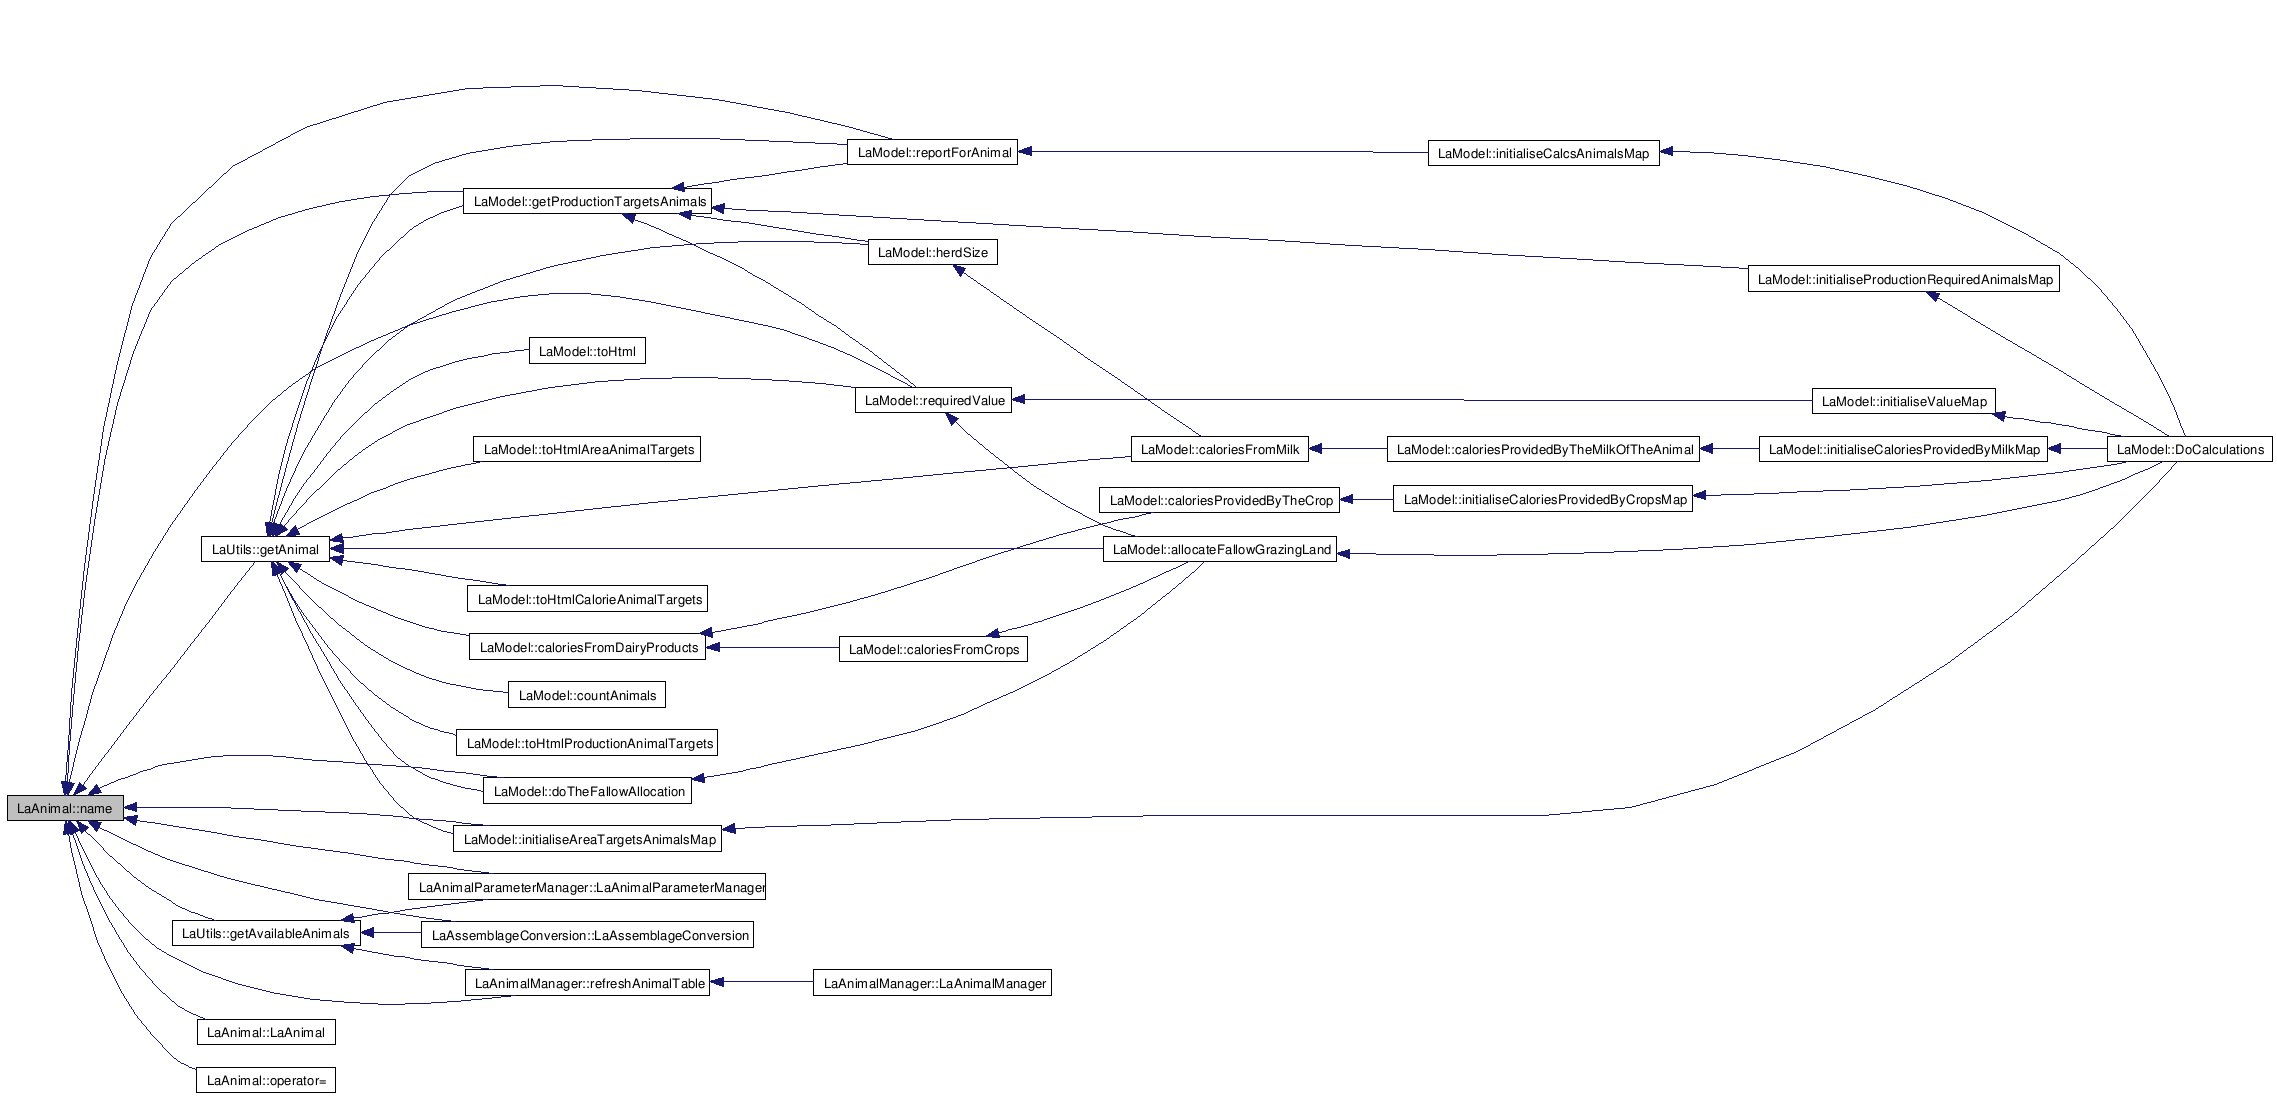 LaModel::reportForAnimal
LaModel::initialiseCalcsAnimalsMap
LaModel::getProductionTargetsAnimals
LaModel::herdSize
LaModel::initialiseProductionRequiredAnimalsMap
LaModel::toHtml
LaModel::requiredValue
LaModel::initialiseValueMap
LaModel::toHtmlAreaAnimalTargets
LaModel::caloriesFromMilk
LaModel::caloriesProvidedByTheMilkOfTheAnimal
LaModel::initialiseCaloriesProvidedByMilkMap
LaModel::DoCalculations
LaModel::caloriesProvidedByTheCrop
LaModel::initialiseCaloriesProvidedByCropsMap
LaUtils::getAnimal
LaModel::allocateFallowGrazingLand
LaModel::toHtmlCalorieAnimalTargets
LaModel::caloriesFromDairyProducts
LaModel::caloriesFromCrops
LaModel::countAnimals
LaModel::toHtmlProductionAnimalTargets
LaModel::doTheFallowAllocation
LaAnimal::name
LaModel::initialiseAreaTargetsAnimalsMap
LaAnimalParameterManager::LaAnimalParameterManager
LaUtils::getAvailableAnimals
LaAssemblageConversion::LaAssemblageConversion
LaAnimalManager::refreshAnimalTable
LaAnimalManager::LaAnimalManager
LaAnimal::LaAnimal
LaAnimal::operator=